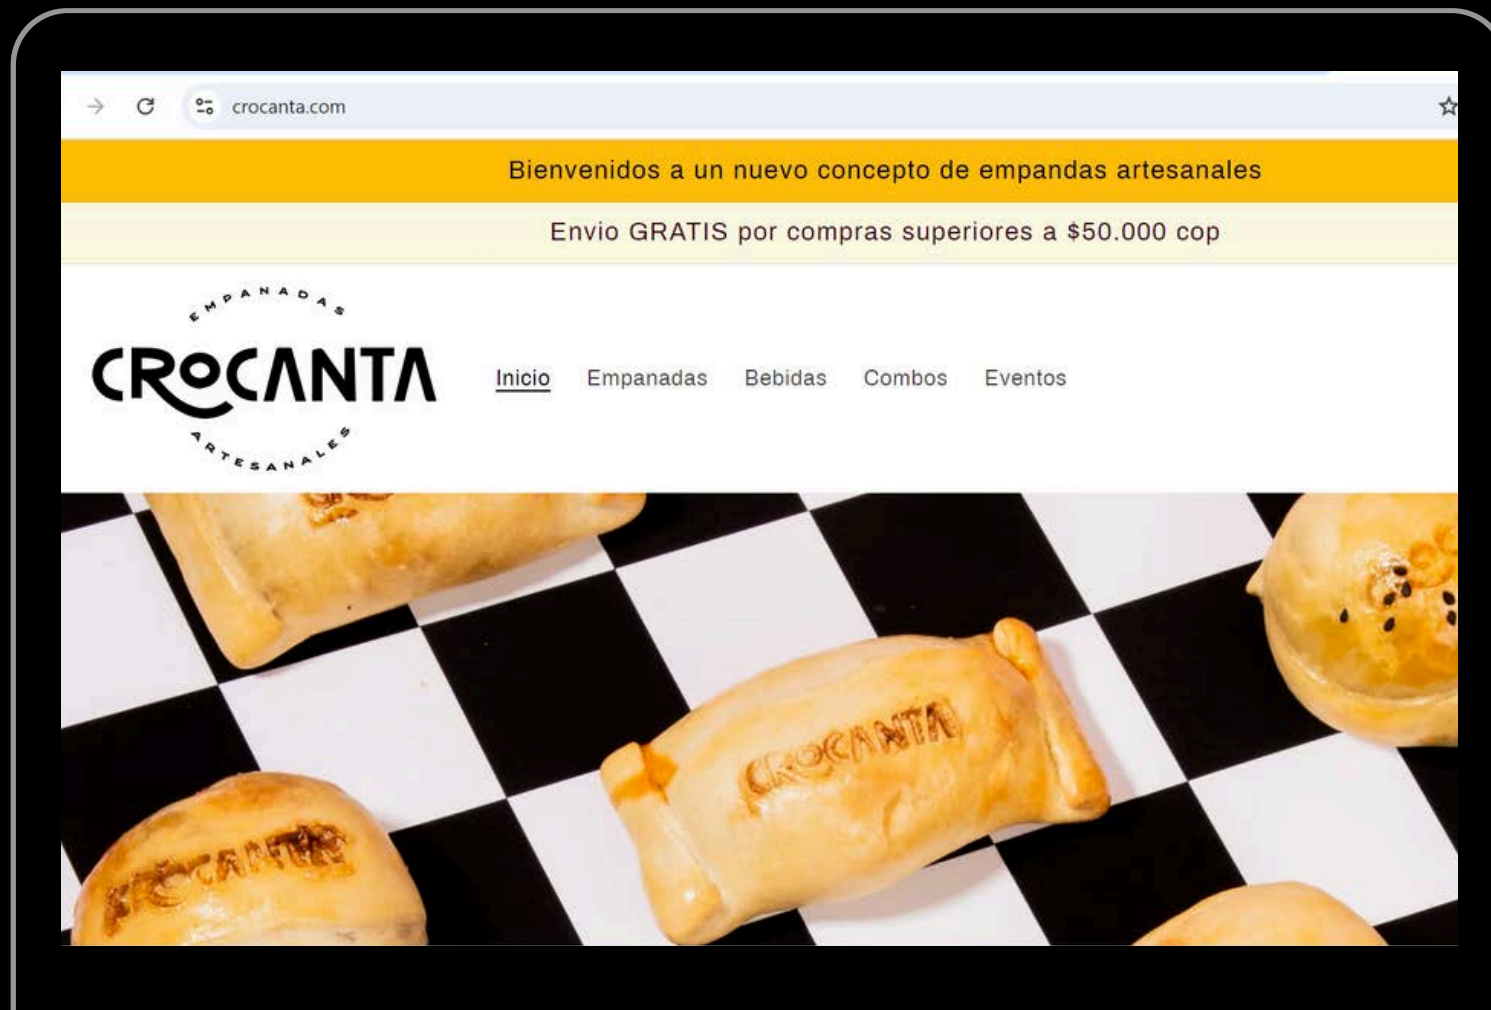 crocanta.com
Bienvenidos a un nuevo concepto de empandas artesanales
Envio GRATIS por compras superiores a $50.000 cop
EMPANADAS
CROCANTA
ARTESANALES
Inicio Empanadas Bebidas Combos Eventos
CROCANTA
CROCANTA